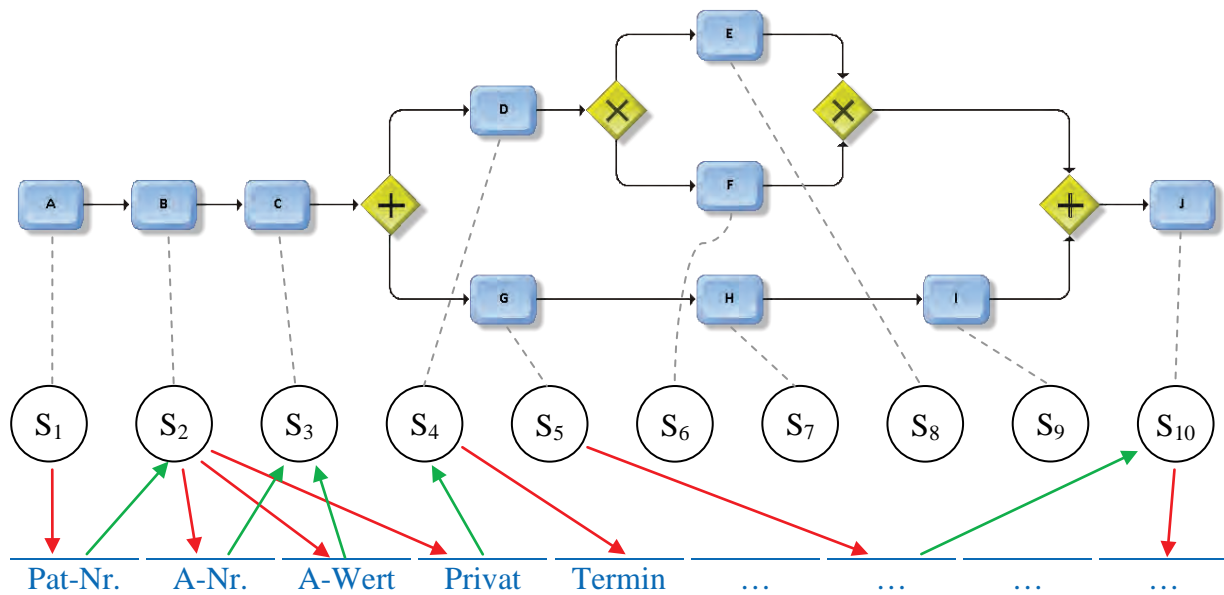 E
D
A B C F J
G H I
S1 S2 S3 S4 S5 S6 S7 S8 S9 S10
Pat-Nr. A-Nr. A-Wert Privat Termin … … … …